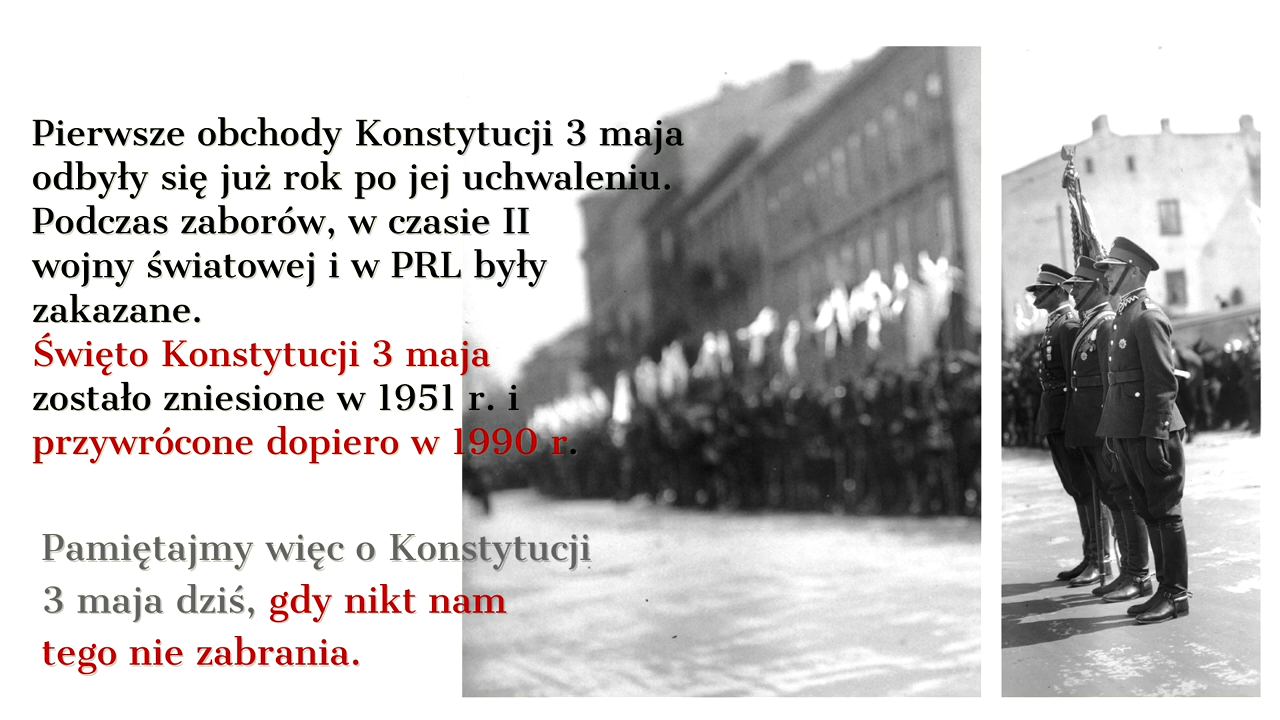 Pierwsze obchody Konstytucji 3 maja
odbyły się już rok po jej uchwaleniu.
Podczas zaborów, w czasie II
wojny światowej i w PRL były
zakazane.
Święto Konstytucji 3 maja
zostało zniesione w 1951 r. i
przywrócone dopiero w 1990 r.
Pamiętajmy więc o Konstytucji
3 maja dziś, gdy nikt nam
tego nie zabrania.